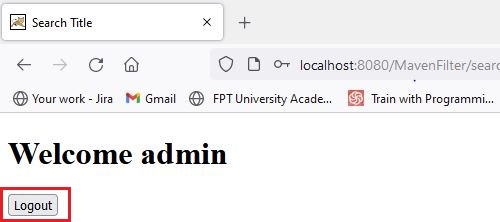 Search Title
localhost:8080/MavenFilter/searc
Your work - Jira
Gmail
FPT University Acade...
Train with Programmi...
Welcome admin
Logout